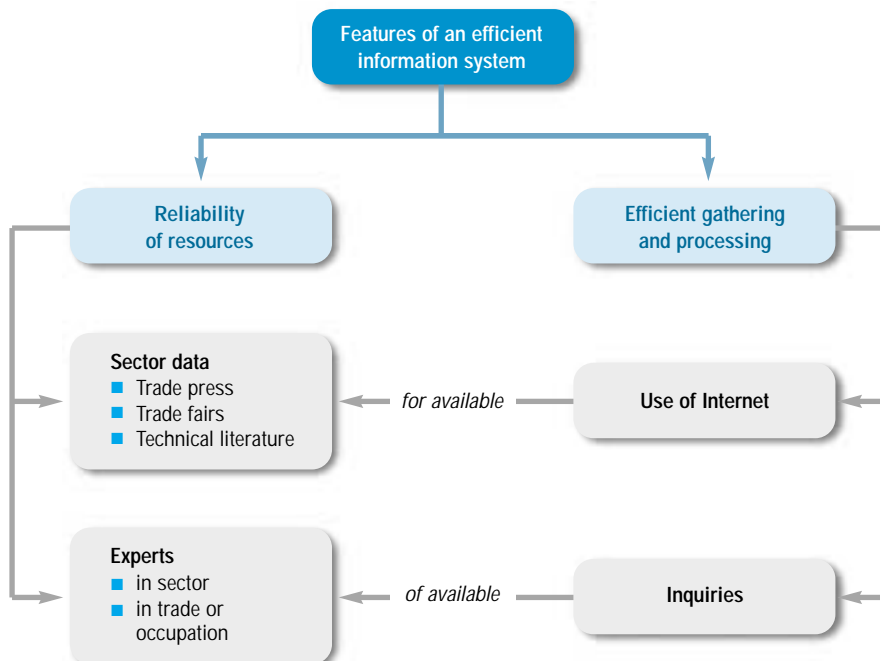 Features of an efficient
information system
Reliability
of resources
Efficient gathering
and processing
Sector data
Trade press
Trade fairs
Technical literature
for available
Use of Internet
Experts
in sector
in trade or
occupation
of available
Inquiries